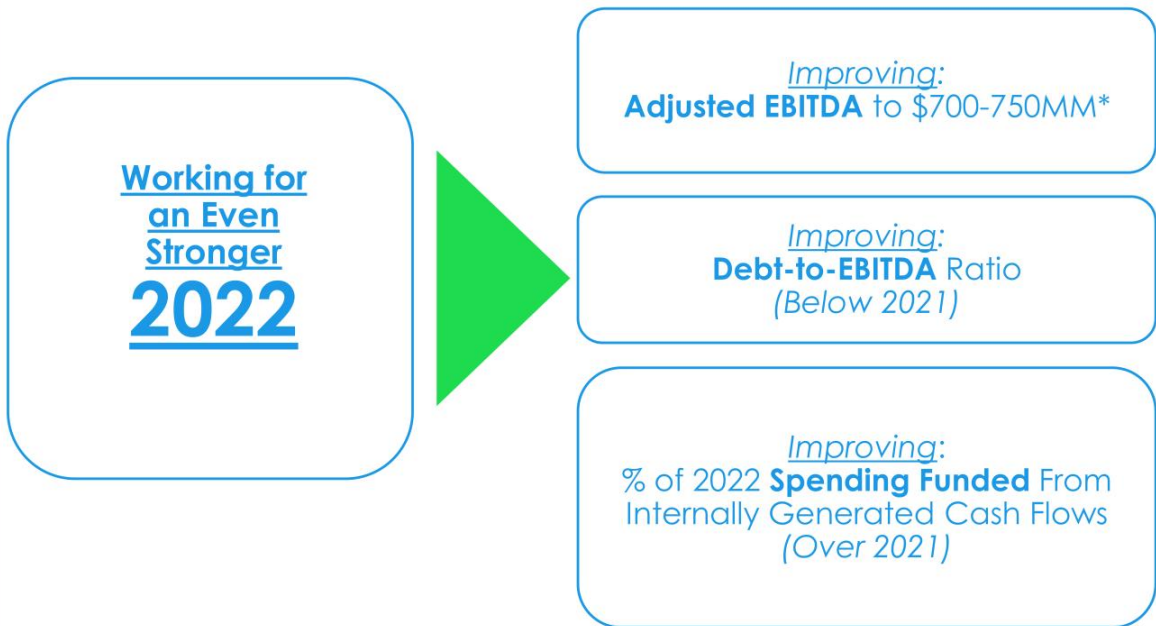 Working for
an Even
Stronger
2022
Improving:
Adjusted EBITDA to $700-750MM*
Improving:
Debt-to-EBITDA Ratio
(Below 2021)
Improving:
% of 2022 Spending Funded From
Internally Generated Cash Flows
(Over 2021)